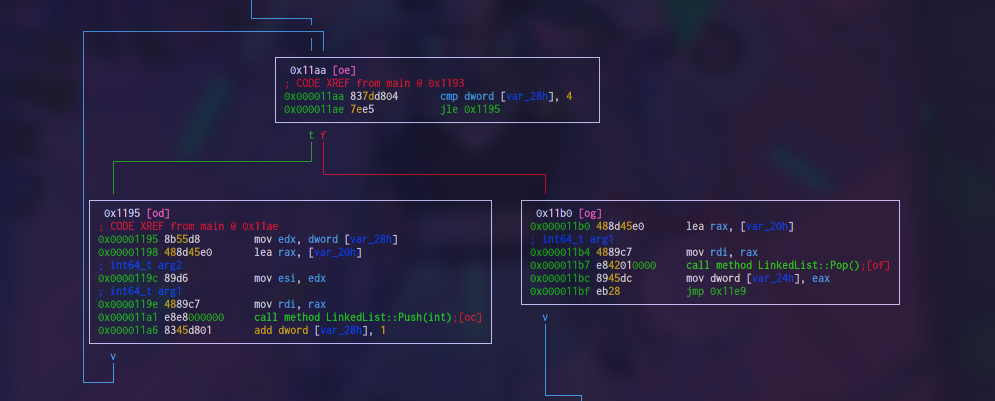 0x11aa [oe]
; CODE XREF from main @ 0x1193
0x000011aa 837dd804 cmp dword [var_28h], 4
0x000011ae 7ee5 jle 0x1195
t f
0x1195 [od]
; CODE XREF from main @ 0x11ae
0x00001195 8b55d8 mov edx, dword [var_28h]
0x00001198 488d45e0 lea rax, [var_20h]
; int64_t arg2
0x0000119c 89d6 mov esi, edx
; int64_t arg1
0x0000119e 4889c7 mov rdi, rax
0x000011a1 e8e8000000 call method LinkedList::Push(int);[oc]
0x000011a6 8345d801 add dword [var_28h], 1
v
0x11b0 [og]
0x000011b0 488d45e0 lea rax, [var_20h]
; int64_t arg1
0x000011b4 4889c7 mov rdi, rax
0x000011b7 e842010000 call method LinkedList::Pop();[of]
0x000011bc 8945dc mov dword [var_24h], eax
0x000011bf eb28 jmp 0x11e9
v